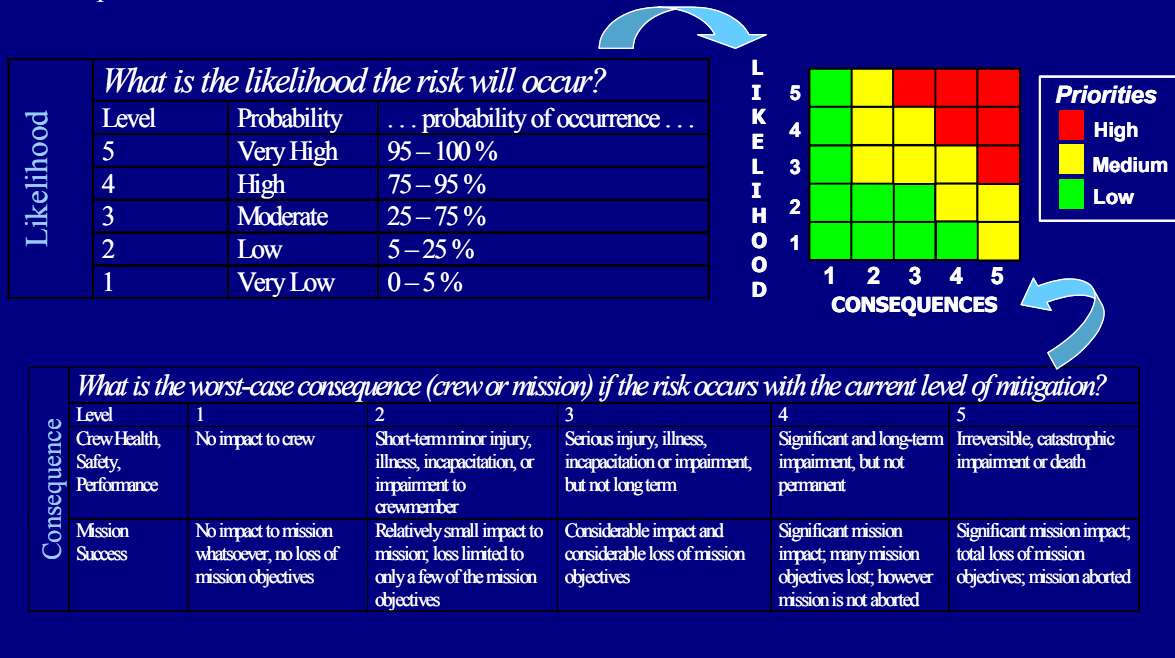 What is the likelihood the risk will occur?
Likelihood
Level Probability . . . probability of occurrence . . .
5 Very High 95 – 100 %
4 High 75 – 95 %
3 Moderate 25 – 75 %
2 Low 5 – 25 %
1 Very Low 0 – 5 %
LIKELIHOOD
5
4
3
2
1
1 2 3 4 5
CONSEQUENCES
Priorities
High
Medium
Low
What is the worst-case consequence (crew or mission) if the risk occurs with the current level of mitigation?
Consequence
Level 1 2 3 4 5
Crew Health,
Safety,
Performance
No impact to crew
Short-term minor injury,
illness, incapacitation, or
impairment to
crewmember
Serious injury, illness,
incapacitation or impairment,
but not long term
Significant and long-term
impairment, but not
permanent
Irreversible, catastrophic
impairment or death
Mission
Success
No impact to mission
whatsoever, no loss of
mission objectives
Relatively small impact to
mission; loss limited to
only a few of the mission
objectives
Considerable impact and
considerable loss of mission
objectives
Significant mission
impact; many mission
objectives lost; however
mission is not aborted
Significant mission impact;
total loss of mission
objectives; mission aborted